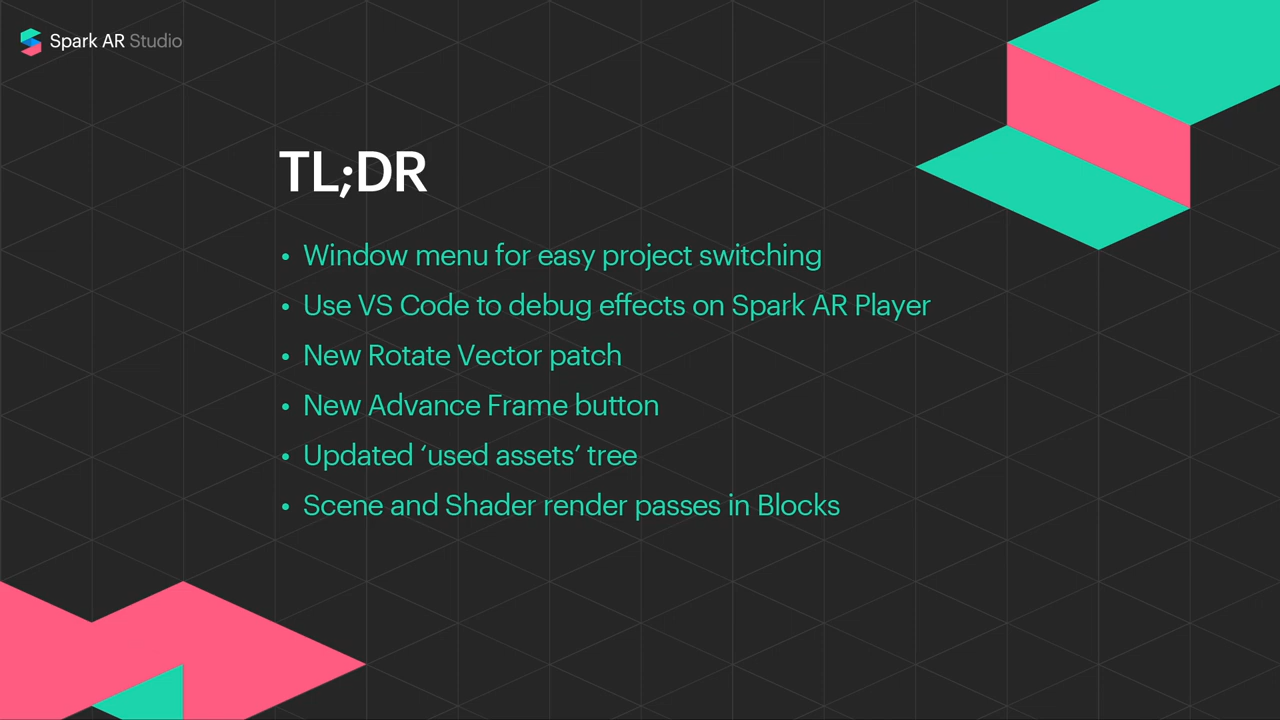 Spark AR Studio
TL;DR
• Window menu for easy project switching
• Use VS Code to debug effects on Spark AR Player
• New Rotate Vector patch
• New Advance Frame button
• Updated ‘used assets’ tree
• Scene and Shader render passes in Blocks